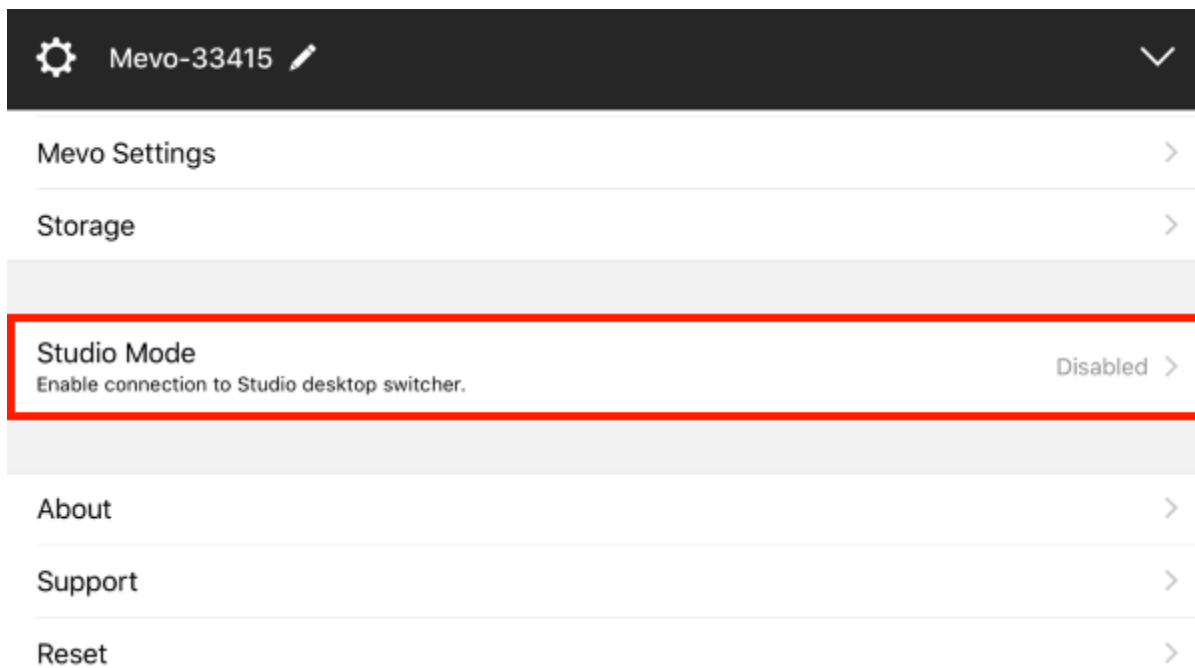 Mevo-33415
Mevo Settings
Storage
Studio Mode
Disabled
Enable connection to Studio desktop switcher.
About
Support
Reset